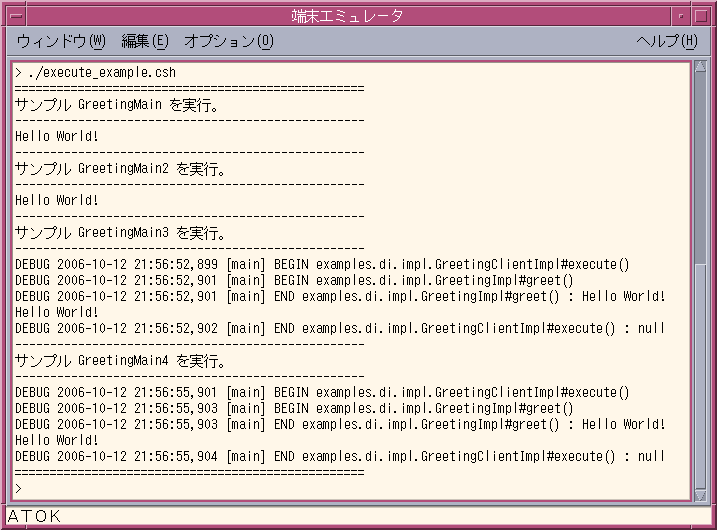 端末エミュレータ
ウィンドウ(W) 編集(E) オプション(O) ヘルプ(H)
> ./execute_example.csh
==================================================
サンプル GreetingMain を実行。
--------------------------------------------------
Hello World!
--------------------------------------------------
サンプル GreetingMain2 を実行。
--------------------------------------------------
Hello World!
--------------------------------------------------
サンプル GreetingMain3 を実行。
--------------------------------------------------
DEBUG 2006-10-12 21:56:52,899 [main] BEGIN examples.di.impl.GreetingClientImpl#execute()
DEBUG 2006-10-12 21:56:52,901 [main] BEGIN examples.di.impl.GreetingImpl#greet()
DEBUG 2006-10-12 21:56:52,901 [main] END examples.di.impl.GreetingImpl#greet() : Hello World!
Hello World!
DEBUG 2006-10-12 21:56:52,902 [main] END examples.di.impl.GreetingClientImpl#execute() : null
--------------------------------------------------
サンプル GreetingMain4 を実行。
--------------------------------------------------
DEBUG 2006-10-12 21:56:55,901 [main] BEGIN examples.di.impl.GreetingClientImpl#execute()
DEBUG 2006-10-12 21:56:55,903 [main] BEGIN examples.di.impl.GreetingImpl#greet()
DEBUG 2006-10-12 21:56:55,903 [main] END examples.di.impl.GreetingImpl#greet() : Hello World!
Hello World!
DEBUG 2006-10-12 21:56:55,904 [main] END examples.di.impl.GreetingClientImpl#execute() : null
==================================================
>
ATOK